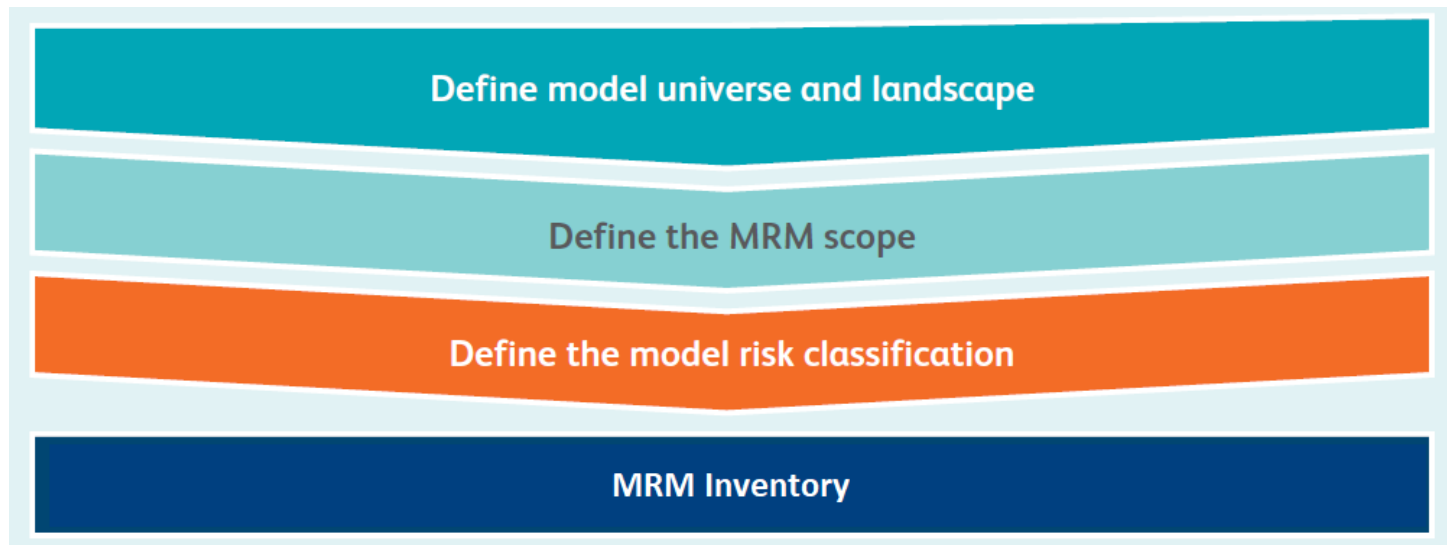 Define model universe and landscape
Define the MRM scope
Define the model risk classification
MRM Inventory